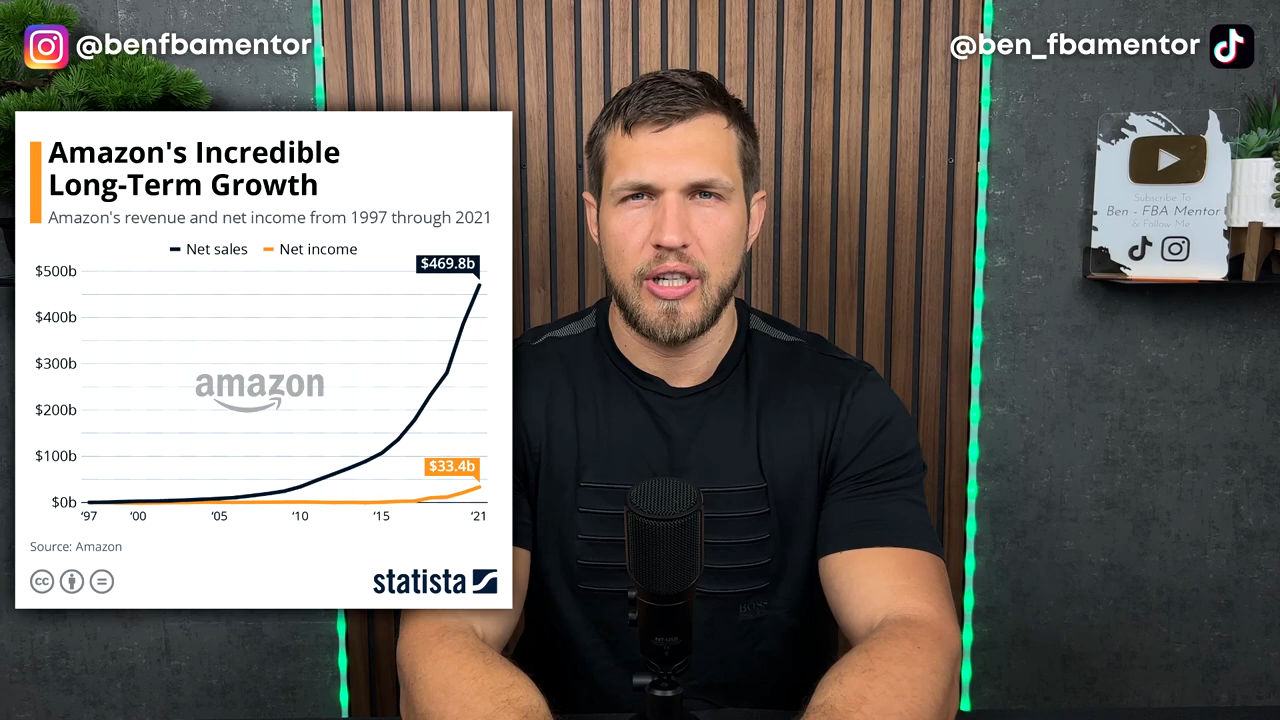 @benfbamentor
@ben_fbamentor
Amazon's Incredible
Long-Term Growth
Amazon's revenue and net income from 1997 through 2021
Net sales
Net income
$469.8b
$500b
$400b
$300b
$200b
$100b
$0b
amazon
$33.4b
'97
'00
'05
'10
'15
'21
Source: Amazon
cc
statista
Subscribe To
Ben - FBA Mentor
& Follow Me
BOSS